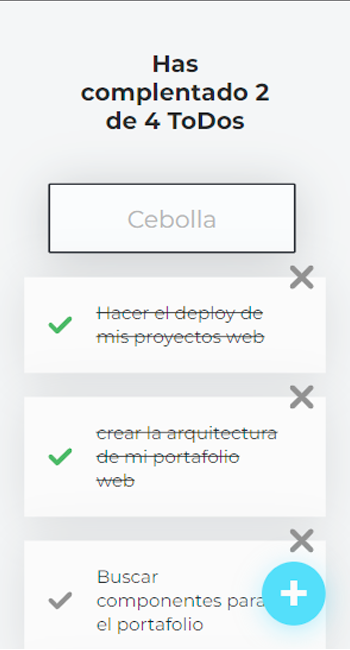 Has
complentado 2
de 4 ToDos
Cebolla
Hacer el deploy de
mis proyectos web
crear la arquitectura
de mi portafolio
web
Buscar
componentes para
el portafolio